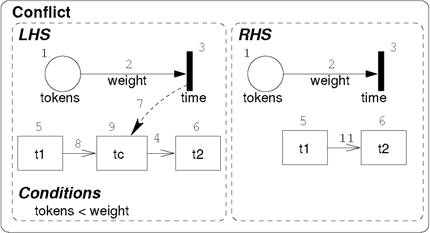 Conflict
LHS
1
2
3
weight
tokens
time
7
5
9
6
t1
8
tc
4
t2
Conditions
tokens < weight
RHS
1
2
3
weight
tokens
time
5
6
t1
11
t2